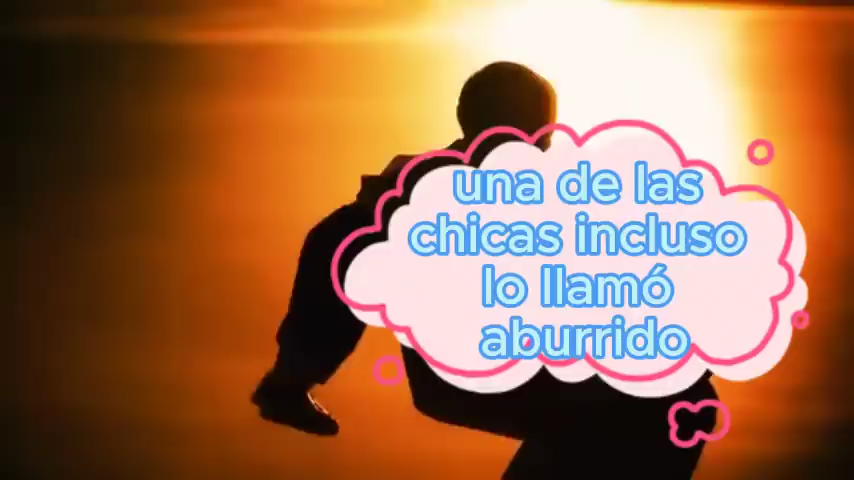 una de las
chicas incluso
lo llamó
aburrido